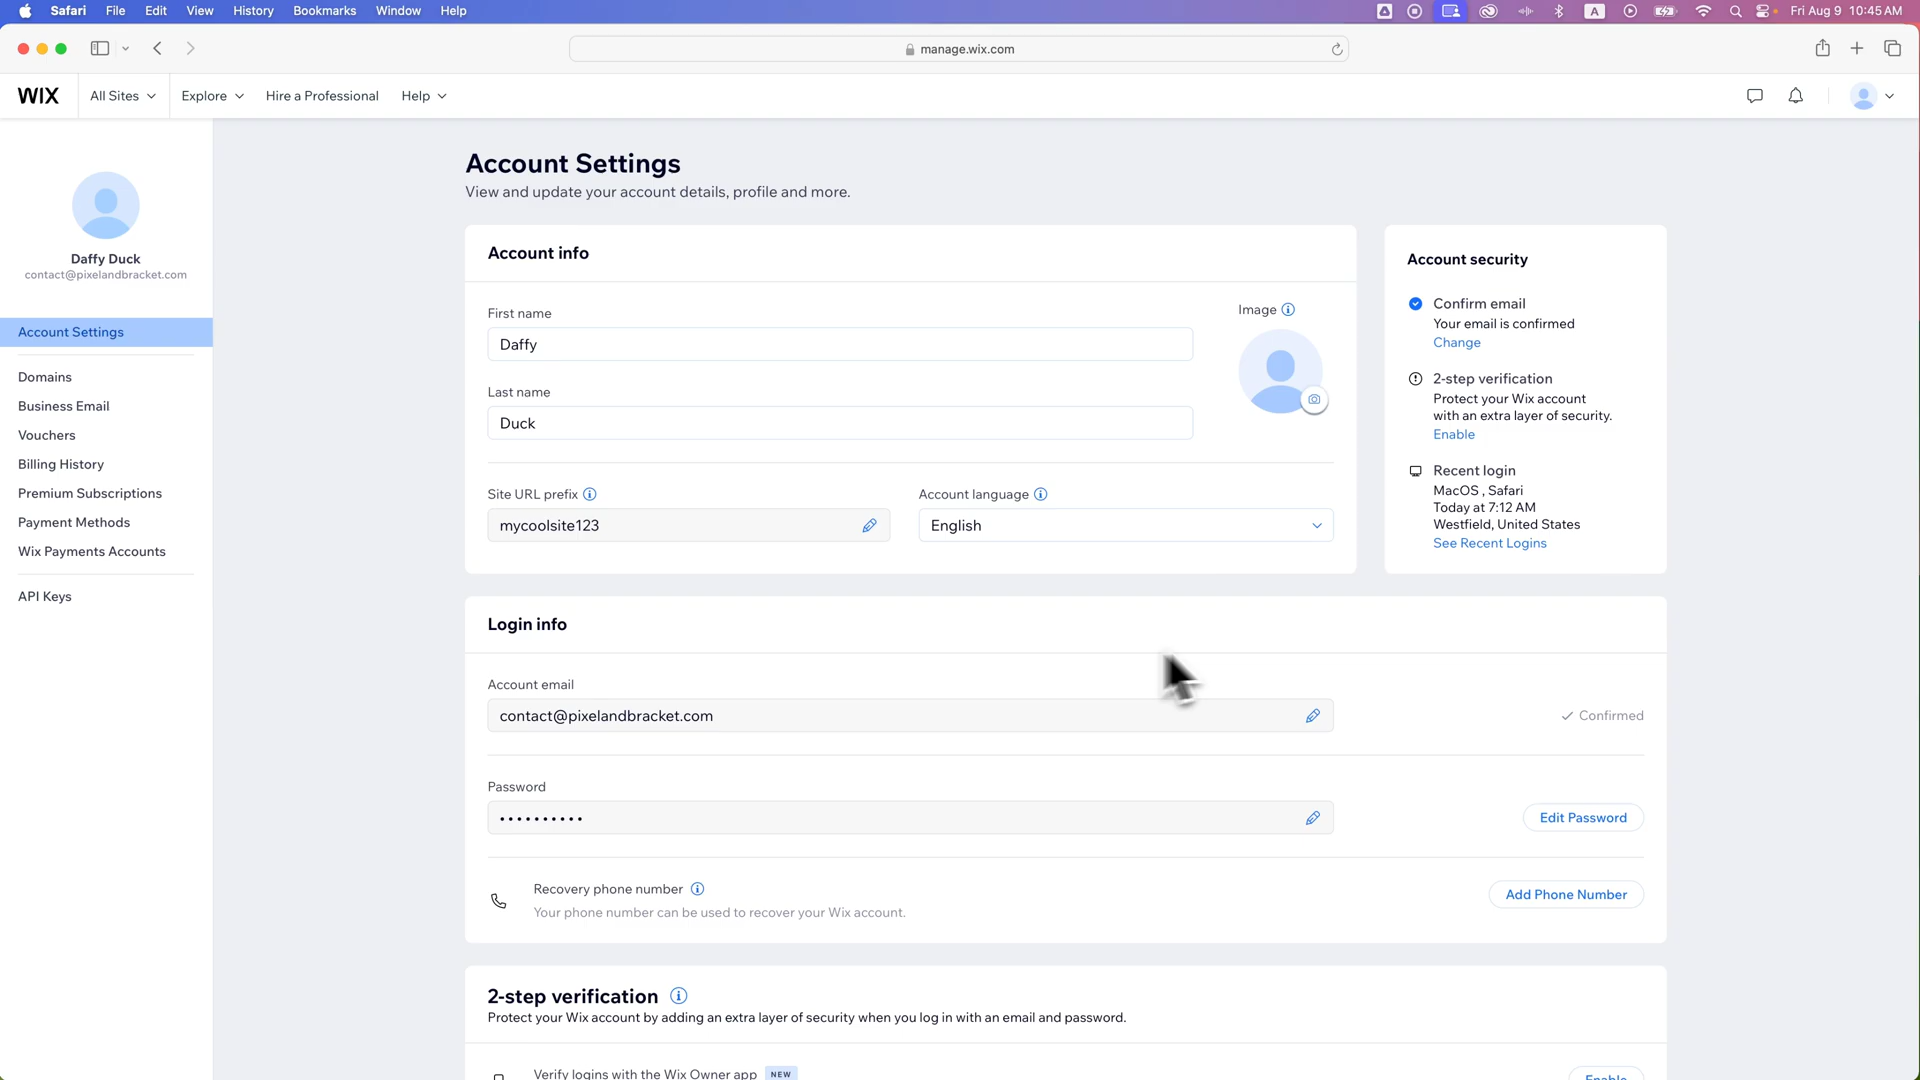 Safari File Edit View History Bookmarks Window Help A Fri Aug 9 10:45 AM
manage.wix.com
WIX All Sites Explore Hire a Professional Help
Daffy Duck
contact@pixelandbracket.com
Account Settings
Domains
Business Email
Vouchers
Billing History
Premium Subscriptions
Payment Methods
Wix Payments Accounts
API Keys
Account Settings
View and update your account details, profile and more.
Account info
First name
Daffy
Image
Last name
Duck
Site URL prefix
mycoolsite123
Account language
English
Account security
Confirm email
Your email is confirmed
Change
2-step verification
Protect your Wix account
with an extra layer of security.
Enable
Recent login
MacOS , Safari
Today at 7:12 AM
Westfield, United States
See Recent Logins
Login info
Account email
contact@pixelandbracket.com
Confirmed
Password
••••••••••
Edit Password
Recovery phone number
Your phone number can be used to recover your Wix account.
Add Phone Number
2-step verification
Protect your Wix account by adding an extra layer of security when you log in with an email and password.
Verify logins with the Wix Owner app NEW
Enable